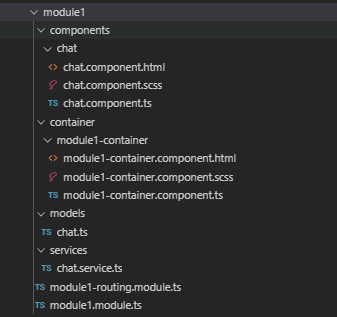 module1
components
chat
chat.component.html
chat.component.scss
TS chat.component.ts
container
module1-container
module1-container.component.html
module1-container.component.scss
TS module1-container.component.ts
models
TS chat.ts
services
TS chat.service.ts
TS module1-routing.module.ts
TS module1.module.ts